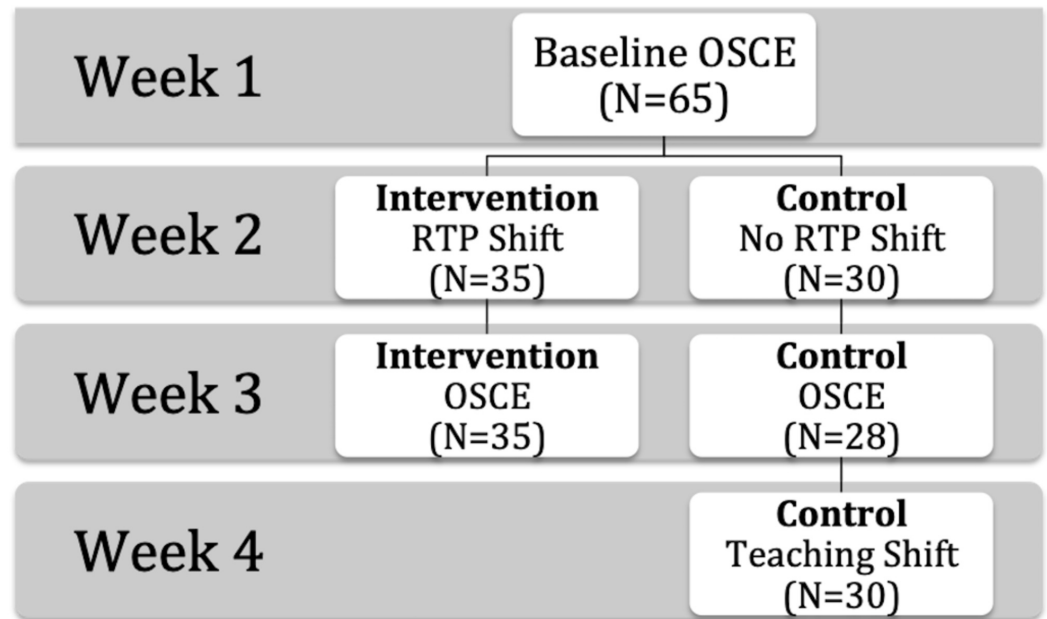 Week 1
Baseline OSCE
(N=65)
Week 2
Intervention
RTP Shift
(N=35)
Control
No RTP Shift
(N=30)
Week 3
Intervention
OSCE
(N=35)
Control
OSCE
(N=28)
Week 4
Control
Teaching Shift
(N=30)